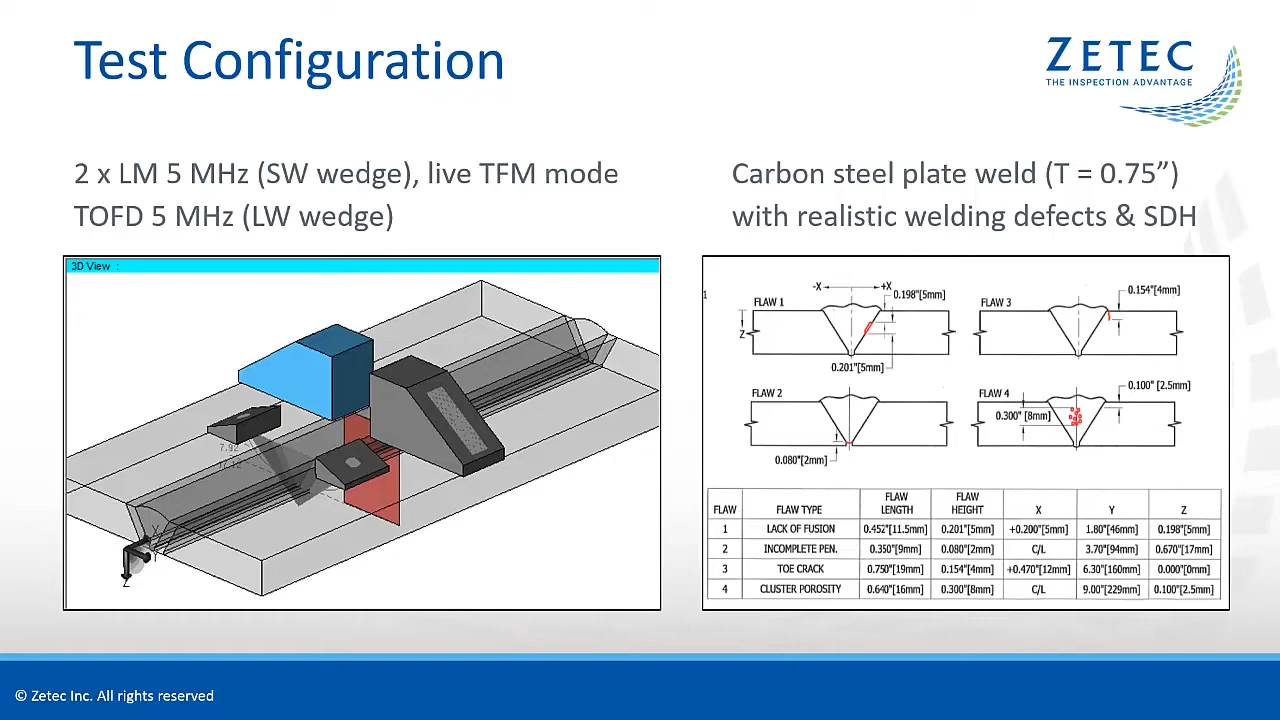 Test Configuration
ZETEC
THE INSPECTION ADVANTAGE
2 x LM 5 MHz (SW wedge), live TFM mode
TOFD 5 MHz (LW wedge)
Carbon steel plate weld (T = 0.75”)
with realistic welding defects & SDH
3D View :
7.92
17.12
Y
Z
1
FLAW 1
-X
+X
0.198"[5mm]
Z
0.201"[5mm]
FLAW 3
0.154"[4mm]
FLAW 2
0.080"[2mm]
FLAW 4
0.300" [8mm]
0.100" [2.5mm]
FLAW FLAW TYPE FLAW LENGTH FLAW HEIGHT X Y Z
1 LACK OF FUSION 0.452"[11.5mm] 0.201"[5mm] +0.200"[5mm] 1.80"[46mm] 0.198"[5mm]
2 INCOMPLETE PEN. 0.350"[9mm] 0.080"[2mm] C/L 3.70"[94mm] 0.670"[17mm]
3 TOE CRACK 0.750"[19mm] 0.154"[4mm] +0.470"[12mm] 6.30"[160mm] 0.000"[0mm]
4 CLUSTER POROSITY 0.640"[16mm] 0.300"[8mm] C/L 9.00"[229mm] 0.100"[2.5mm]
© Zetec Inc. All rights reserved